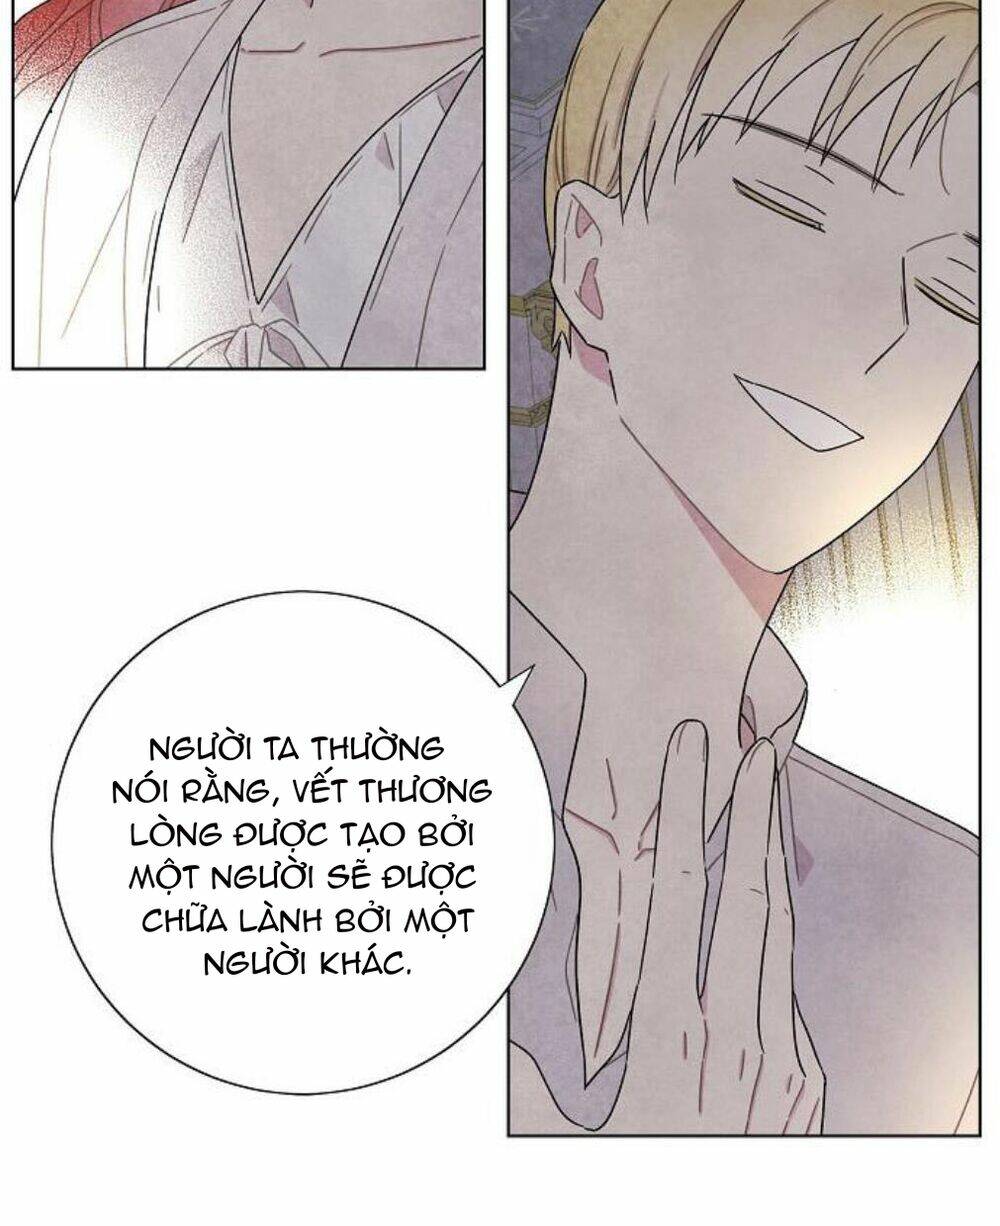 NGƯỜI TA THƯỜNG
NÓI RẰNG, VẾT THƯƠNG
LÒNG ĐƯỢC TẠO BỞI
MỘT NGƯỜI SẼ ĐƯỢC
CHỮA LÀNH BỞI MỘT
NGƯỜI KHÁC.